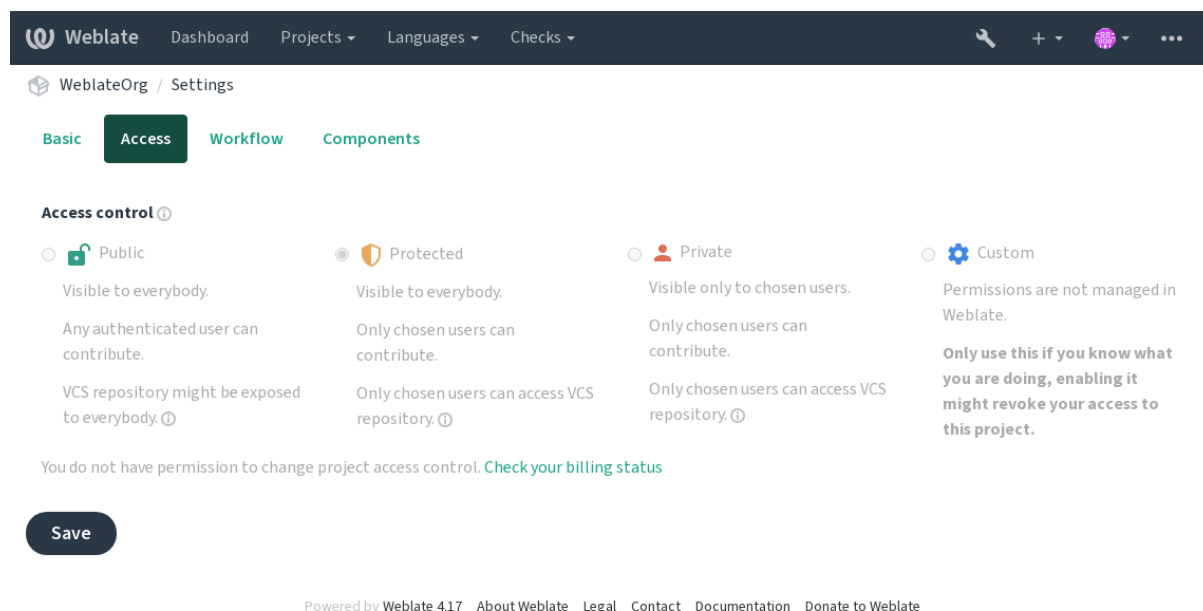 Weblate Dashboard Projects Languages Checks
WeblateOrg / Settings
Basic Access Workflow Components
Access control
Public
Visible to everybody.
Any authenticated user can
contribute.
VCS repository might be exposed
to everybody.
Protected
Visible to everybody.
Only chosen users can
contribute.
Only chosen users can access VCS
repository.
Private
Visible only to chosen users.
Only chosen users can
contribute.
Only chosen users can access VCS
repository.
Custom
Permissions are not managed in
Weblate.
Only use this if you know what
you are doing, enabling it
might revoke your access to
this project.
You do not have permission to change project access control. Check your billing status
Save
Powered by Weblate 4.17 About Weblate Legal Contact Documentation Donate to Weblate